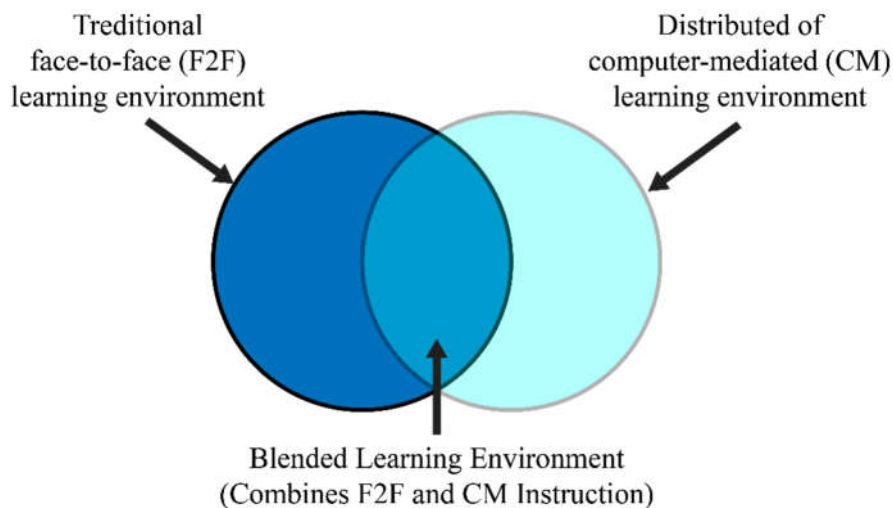 Treditional
face-to-face (F2F)
learning environment
Distributed of
computer-mediated (CM)
learning environment
Blended Learning Environment
(Combines F2F and CM Instruction)